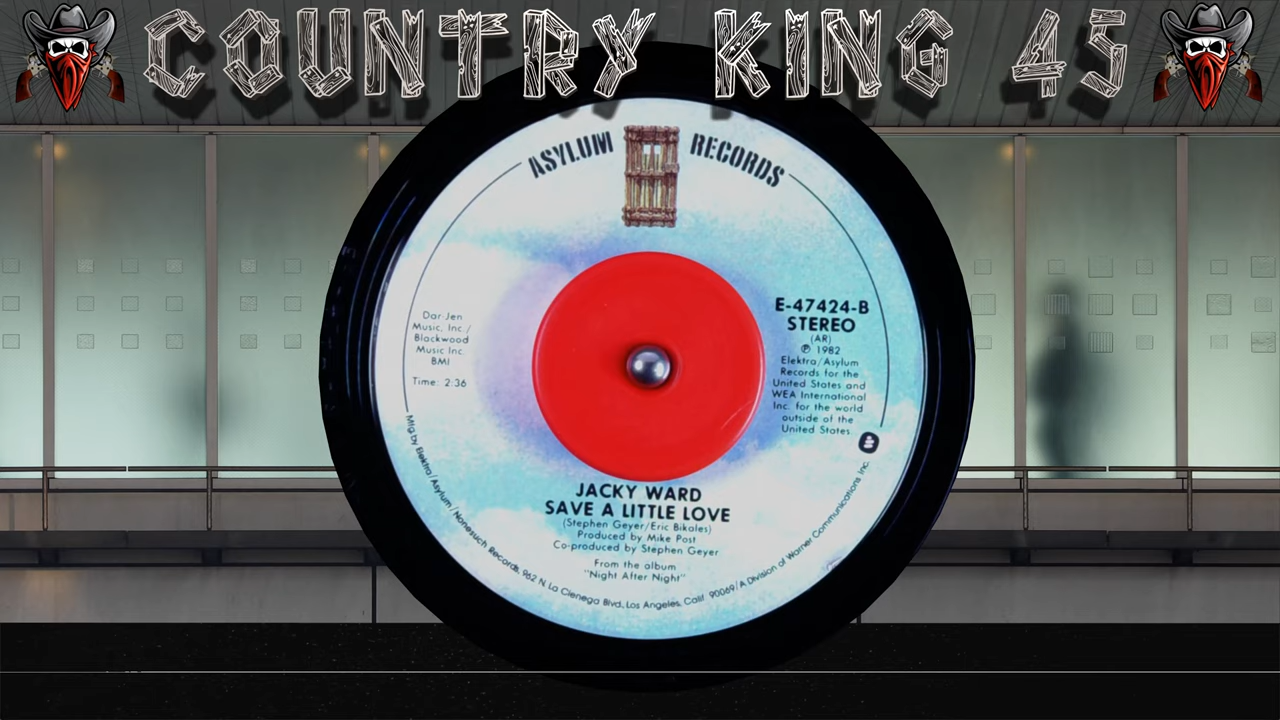 COUNTRY KING 45
ASYLUM RECORDS
Dar-Jen
Music, Inc./
Blackwood
Music Inc.
BMI
Time: 2:36
E-47424-B
STEREO
(AR)
℗ 1982
Elektra/Asylum
Records for the
United States and
WEA International
Inc. for the world
outside of the
United States.
JACKY WARD
SAVE A LITTLE LOVE
(Stephen Geyer/Eric Bikales)
Produced by Mike Post
Co-produced by Stephen Geyer
From the album
"Night After Night"
Mfg by Elektra/Asylum/Nonesuch Records, 962 N. La Cienega Blvd, Los Angeles, Calif. 90069/A Division of Warner Communications Inc.